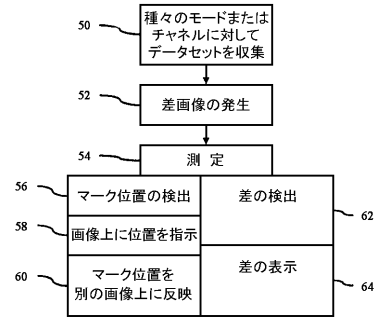 50
種々のモードまたは
チャネルに対して
データセットを収集
52
差画像の発生
54
測 定
56
マーク位置の検出
58
画像上に位置を指示
60
マーク位置を
別の画像上に反映
差の検出
62
差の表示
64